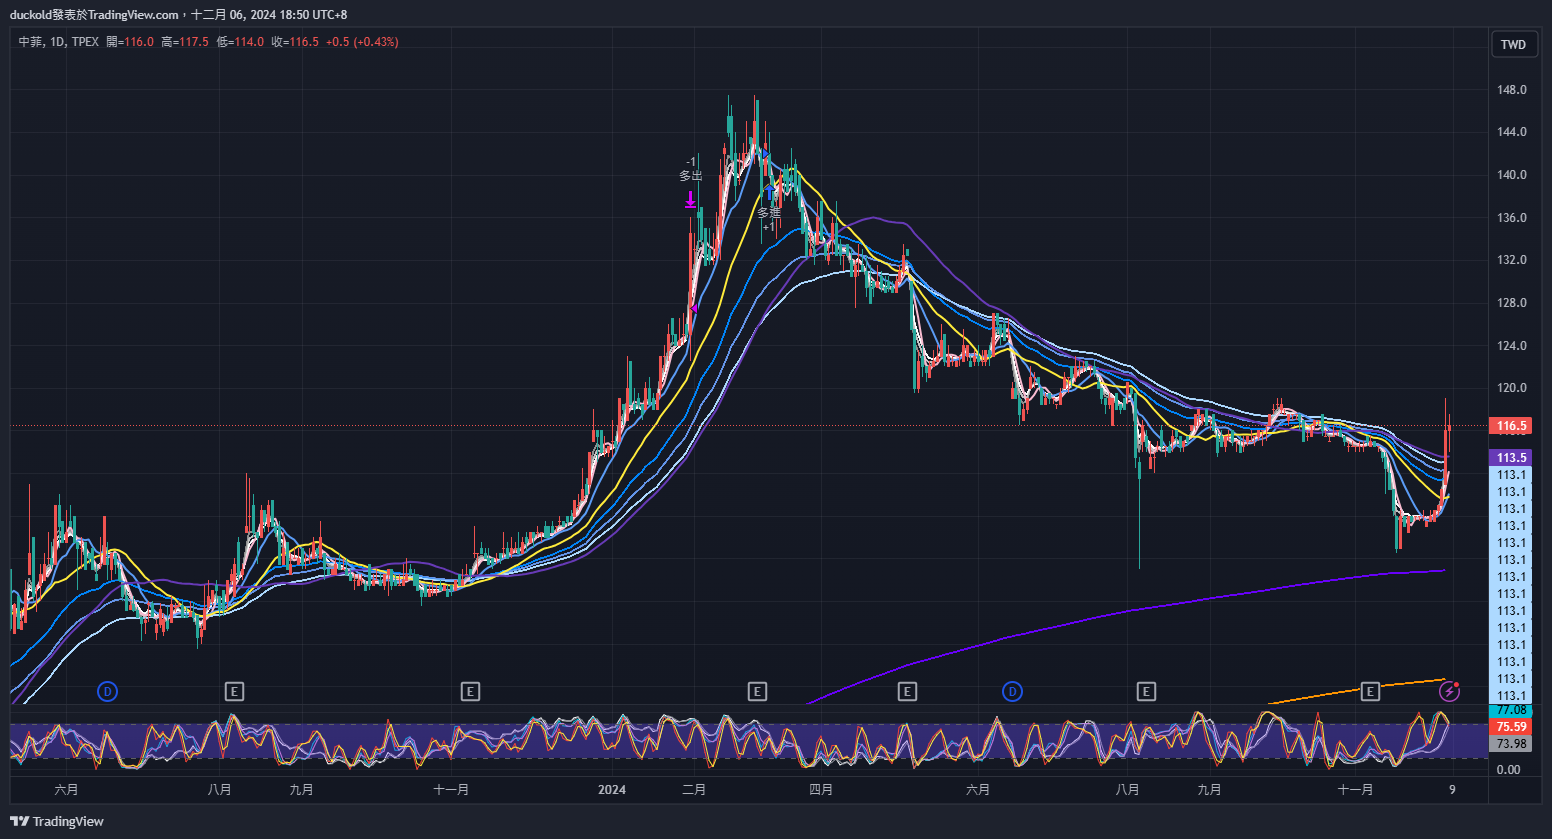 duckold發表於TradingView.com，十二月 06, 2024 18:50 UTC+8
中菲, 1D, TPEX 開=116.0 高=117.5 低=114.0 收=116.5 +0.5 (+0.43%)
TWD
148.0
144.0
140.0
136.0
132.0
128.0
124.0
120.0
116.5
113.5
113.1
113.1
113.1
113.1
113.1
113.1
113.1
113.1
113.1
113.1
113.1
113.1
113.1
113.1
77.08
75.59
73.98
0.00
-1
多出
多進
+1
D
E
E
E
E
D
E
E
六月
八月
九月
十一月
2024
二月
四月
六月
八月
九月
十一月
9
TradingView